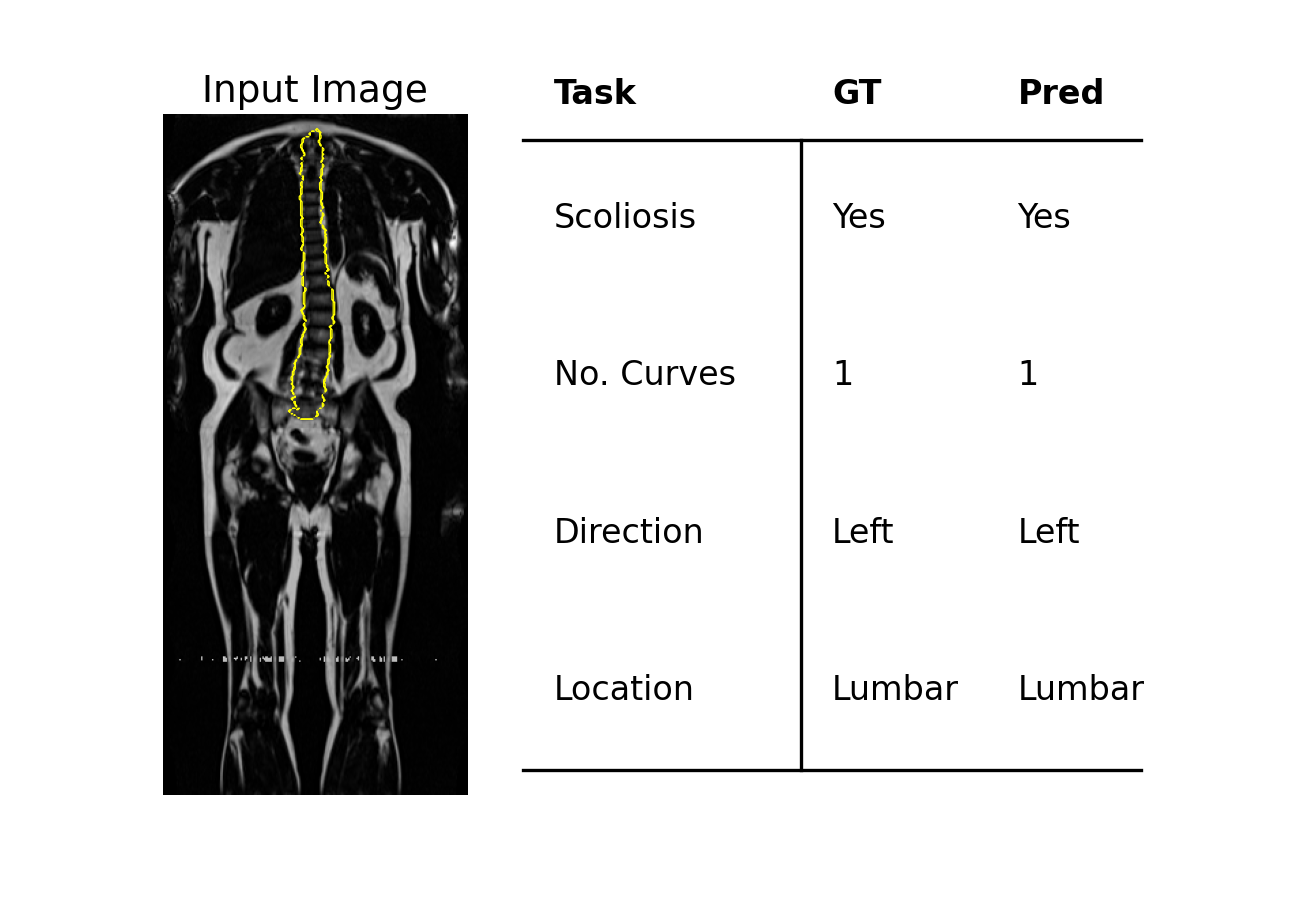 Input Image
Task GT Pred
Scoliosis Yes Yes
No. Curves 1 1
Direction Left Left
Location Lumbar Lumbar